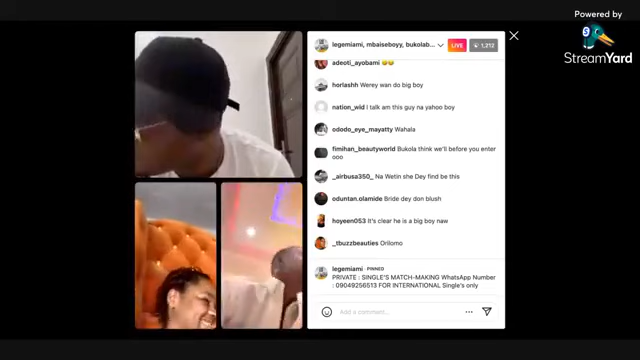 Powered by
StreamYard
legemiami, mbaiseboyy, bukolab...
LIVE
1,212
adeoti_ayobami
horlashh Werey wan do big boy
nation_wid I talk am this guy na yahoo boy
ododo_eye_mayatty Wahala
fimihan_beautyworld Bukola think we'll before you enter
ooo
_airbusa350_ Na Wetin she Dey find be this
oduntan.olamide Bride dey don blush
hoyeen053 It's clear he is a big boy naw
_tbuzzbeauties Orilomo
legemiami PINNED
PRIVATE : SINGLE'S MATCH-MAKING WhatsApp Number
: 09049256513 FOR INTERNATIONAL Single's only
Add a comment...